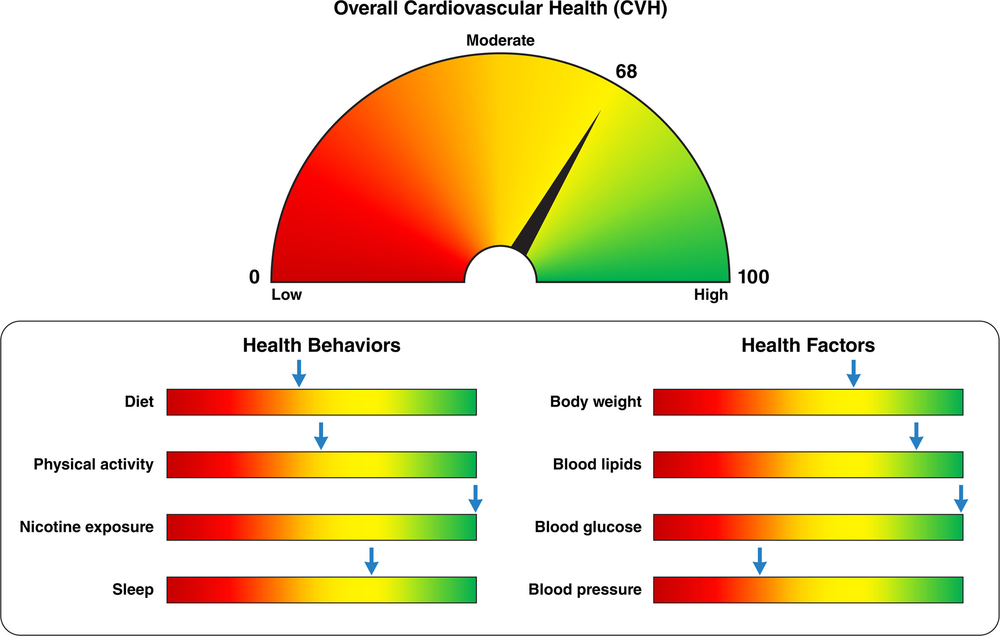 Overall Cardiovascular Health (CVH)
Moderate
68
0
100
Low
High
Health Behaviors
Diet
Physical activity
Nicotine exposure
Sleep
Health Factors
Body weight
Blood lipids
Blood glucose
Blood pressure